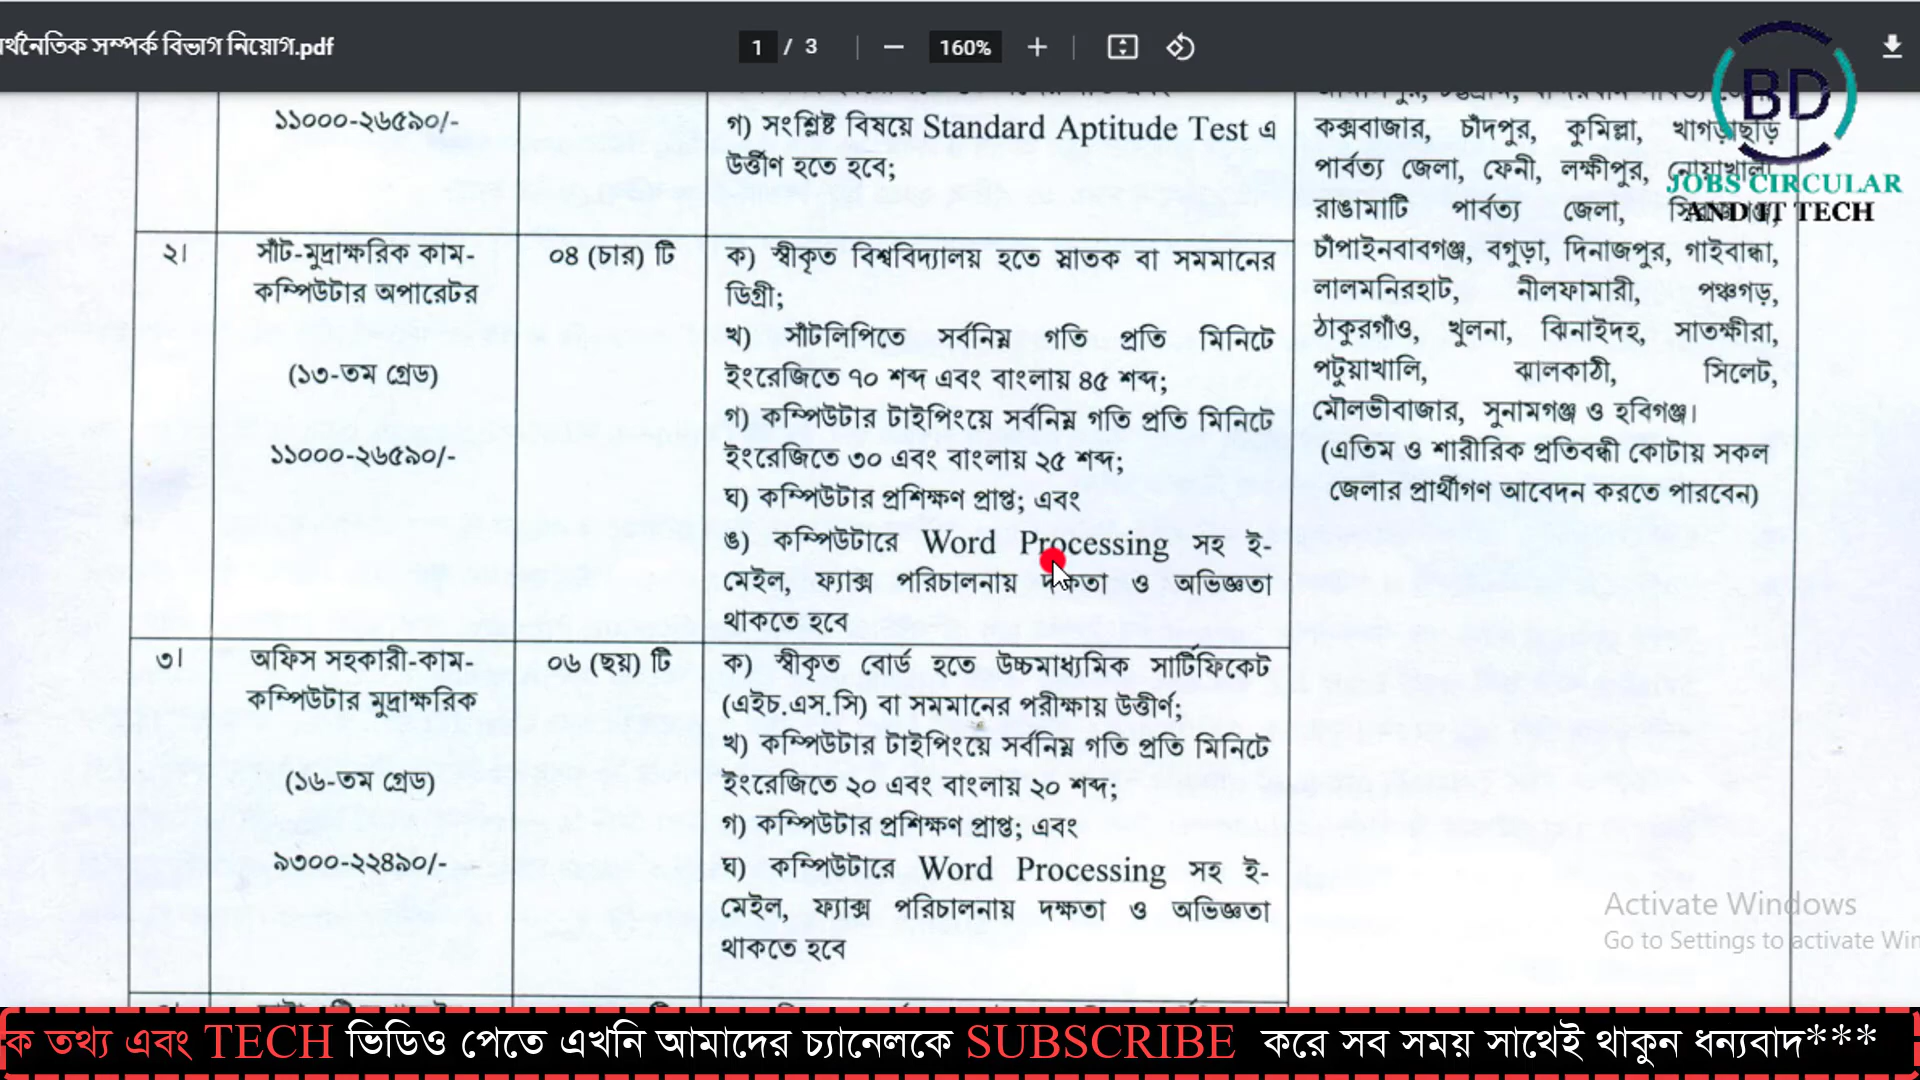 র্থনৈতিক সম্পর্ক বিভাগ নিয়োগ.pdf
1 / 3
160%
BD
JOBS CIRCULAR
AND IT TECH
১১০০০-২৬৫৯০/-
গ) সংশ্লিষ্ট বিষয়ে Standard Aptitude Test এ
উর্ত্তীণ হতে হবে;
২।
সাঁট-মুদ্রাক্ষরিক কাম-
কম্পিউটার অপারেটর
(১৩-তম গ্রেড)
১১০০০-২৬৫৯০/-
০৪ (চার) টি
ক) স্বীকৃত বিশ্ববিদ্যালয় হতে স্নাতক বা সমমানের
ডিগ্রী;
খ) সাঁটলিপিতে সর্বনিম্ন গতি প্রতি মিনিটে
ইংরেজিতে ৭০ শব্দ এবং বাংলায় ৪৫ শব্দ;
গ) কম্পিউটার টাইপিংয়ে সর্বনিম্ন গতি প্রতি মিনিটে
ইংরেজিতে ৩০ এবং বাংলায় ২৫ শব্দ;
ঘ) কম্পিউটার প্রশিক্ষণ প্রাপ্ত; এবং
ঙ) কম্পিউটারে Word Processing সহ ই-
মেইল, ফ্যাক্স পরিচালনায় দক্ষতা ও অভিজ্ঞতা
থাকতে হবে
৩।
অফিস সহকারী-কাম-
কম্পিউটার মুদ্রাক্ষরিক
(১৬-তম গ্রেড)
৯৩০০-২২৪৯০/-
০৬ (ছয়) টি
ক) স্বীকৃত বোর্ড হতে উচ্চমাধ্যমিক সার্টিফিকেট
(এইচ.এস.সি) বা সমমানের পরীক্ষায় উত্তীর্ণ;
খ) কম্পিউটার টাইপিংয়ে সর্বনিম্ন গতি প্রতি মিনিটে
ইংরেজিতে ২০ এবং বাংলায় ২০ শব্দ;
গ) কম্পিউটার প্রশিক্ষণ প্রাপ্ত; এবং
ঘ) কম্পিউটারে Word Processing সহ ই-
মেইল, ফ্যাক্স পরিচালনায় দক্ষতা ও অভিজ্ঞতা
থাকতে হবে
কক্সবাজার, চাঁদপুর, কুমিল্লা, খাগড়াছড়ি
পার্বত্য জেলা, ফেনী, লক্ষীপুর, নোয়াখালী,
রাঙামাটি পার্বত্য জেলা,
চাঁপাইনবাবগঞ্জ, বগুড়া, দিনাজপুর, গাইবান্ধা,
লালমনিরহাট, নীলফামারী, পঞ্চগড়,
ঠাকুরগাঁও, খুলনা, ঝিনাইদহ, সাতক্ষীরা,
পটুয়াখালি, ঝালকাঠী, সিলেট,
মৌলভীবাজার, সুনামগঞ্জ ও হবিগঞ্জ।
(এতিম ও শারীরিক প্রতিবন্ধী কোটায় সকল
জেলার প্রার্থীগণ আবেদন করতে পারবেন)
Activate Windows
Go to Settings to activate Win
ক তথ্য এবং TECH ভিডিও পেতে এখনি আমাদের চ্যানেলকে SUBSCRIBE করে সব সময় সাথেই থাকুন ধন্যবাদ***